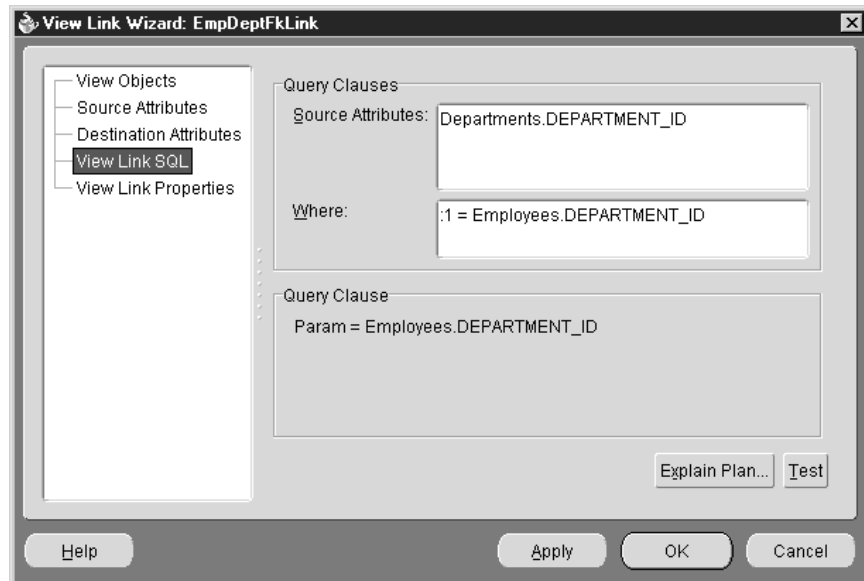 View Link Wizard: EmpDeptFkLink
View Objects
Source Attributes
Destination Attributes
View Link SQL
View Link Properties
Query Clauses
Source Attributes:
Departments.DEPARTMENT_ID
Where:
:1 = Employees.DEPARTMENT_ID
Query Clause
Param = Employees.DEPARTMENT_ID
Explain Plan... Test
Help Apply OK Cancel